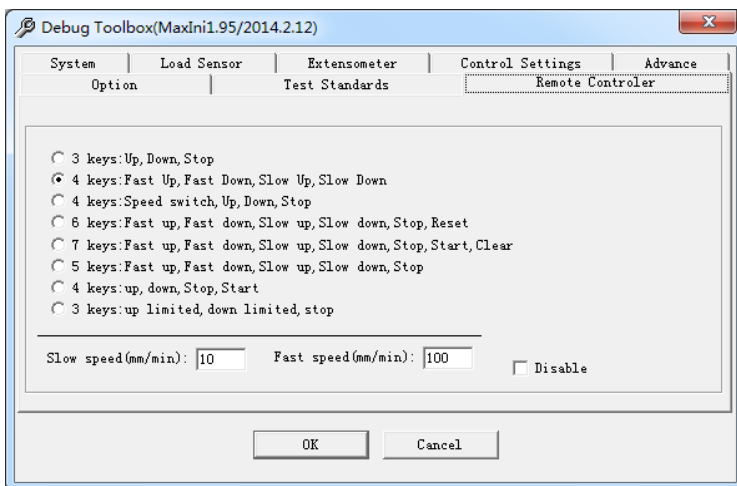 Debug Toolbox(MaxIni1.95/2014.2.12)
System Load Sensor Extensometer Control Settings Advance
Option Test Standards Remote Controler
3 keys:Up,Down,Stop
4 keys:Fast Up,Fast Down,Slow Up,Slow Down
4 keys:Speed switch,Up,Down,Stop
6 keys:Fast up,Fast down,Slow up,Slow down,Stop,Reset
7 keys:Fast up,Fast down,Slow up,Slow down,Stop,Start,Clear
5 keys:Fast up,Fast down,Slow up,Slow down,Stop
4 keys:up,down,Stop,Start
3 keys:up limited,down limited,stop
Slow speed(mm/min): 10 Fast speed(mm/min): 100 Disable
OK Cancel